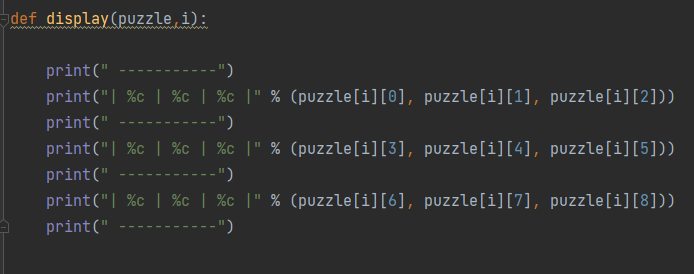 def display(puzzle,i):
print(" -----------")
print("| %c | %c | %c |" % (puzzle[i][0], puzzle[i][1], puzzle[i][2]))
print(" -----------")
print("| %c | %c | %c |" % (puzzle[i][3], puzzle[i][4], puzzle[i][5]))
print(" -----------")
print("| %c | %c | %c |" % (puzzle[i][6], puzzle[i][7], puzzle[i][8]))
print(" -----------")